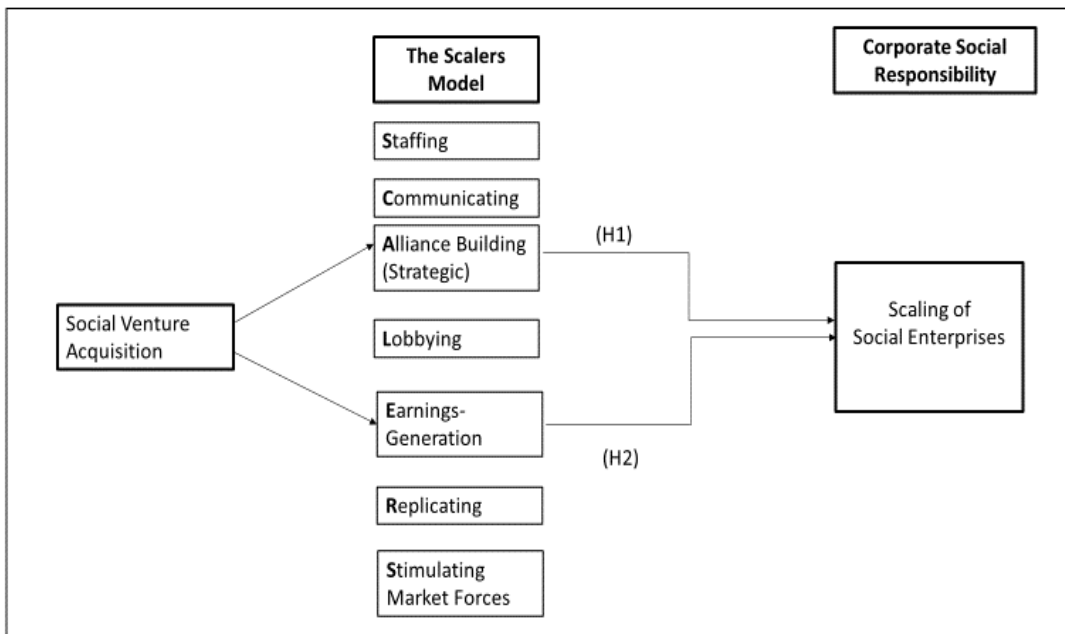 The Scalers
Model
Corporate Social
Responsibility
Staffing
Communicating
Alliance Building
(Strategic)
(H1)
Social Venture
Acquisition
Lobbying
Scaling of
Social Enterprises
Earnings-
Generation
(H2)
Replicating
Stimulating
Market Forces